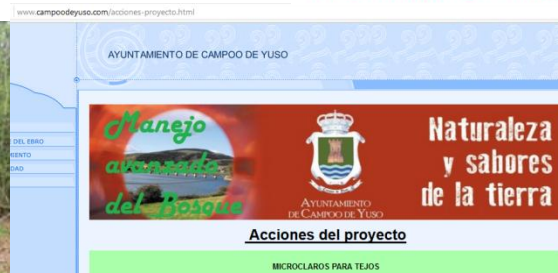 www.campoodeyuso.com/acciones-proyecto.html
AYUNTAMIENTO DE CAMPOO DE YUSO
DEL EBRO
IENTO
DAD
Manejo
avanzado
del Bosque
AYUNTAMIENTO
DE CAMPOO DE YUSO
Naturaleza
y sabores
de la tierra
Acciones del proyecto
MICROCLAROS PARA TEJOS